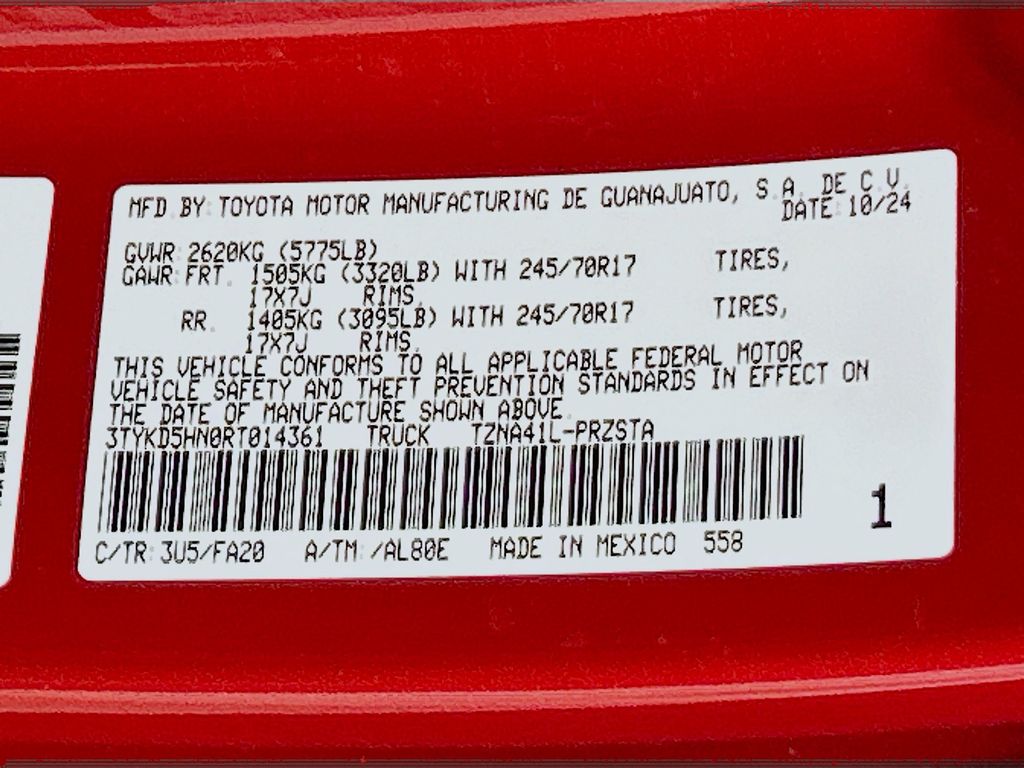 MFD.BY:TOYOTA MOTOR MANUFACTURING DE GUANAJUATO, S.A. DE C.V.
DATE:10/24
GVWR:2620KG (5775LB)
GAWR:FRT. 1505KG (3320LB) WITH 245/70R17 TIRES,
17X7J RIMS,
RR. 1405KG (3095LB) WITH 245/70R17 TIRES,
17X7J RIMS.
THIS VEHICLE CONFORMS TO ALL APPLICABLE FEDERAL MOTOR
VEHICLE SAFETY AND THEFT PREVENTION STANDARDS IN EFFECT ON
THE DATE OF MANUFACTURE SHOWN ABOVE.
3TYKD5HN0RT014361 TRUCK TZNA41L-PRZSTA
1
C/TR:3U5/FA20 A/TM:/AL80E MADE IN MEXICO 558